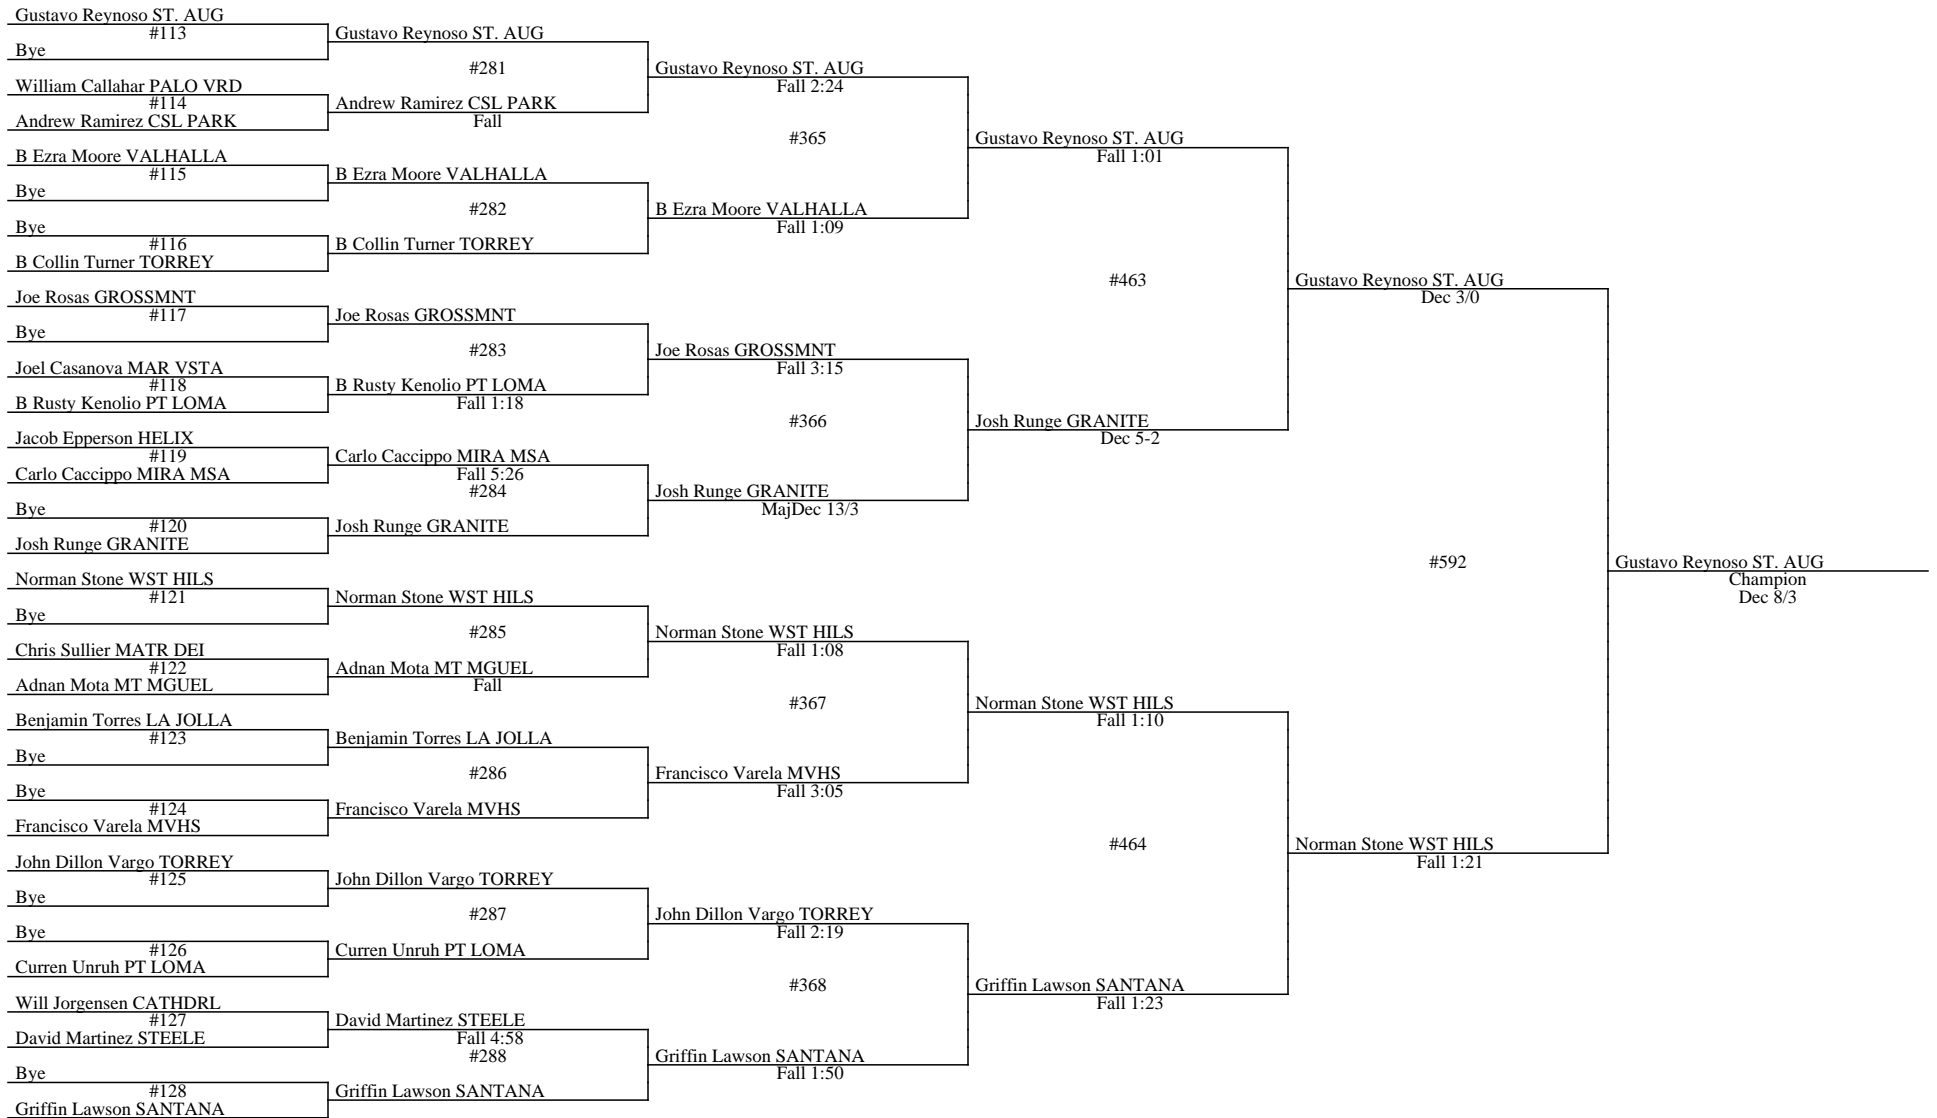 Gustavo Reynoso ST. AUG
#113
Bye
William Callahar PALO VRD
#114
Andrew Ramirez CSL PARK
B Ezra Moore VALHALLA
#115
Bye
Bye
#116
B Collin Turner TORREY
Joe Rosas GROSSMNT
#117
Bye
Joel Casanova MAR VSTA
#118
B Rusty Kenolio PT LOMA
Jacob Epperson HELIX
#119
Carlo Caccippo MIRA MSA
Bye
#120
Josh Runge GRANITE
Norman Stone WST HILS
#121
Bye
Chris Sullier MATR DEI
#122
Adnan Mota MT MGUEL
Benjamin Torres LA JOLLA
#123
Bye
Bye
#124
Francisco Varela MVHS
John Dillon Vargo TORREY
#125
Bye
Bye
#126
Curren Unruh PT LOMA
Will Jorgensen CATHDRL
#127
David Martinez STEELE
Bye
#128
Griffin Lawson SANTANA
Gustavo Reynoso ST. AUG
#281
Andrew Ramirez CSL PARK
Fall
B Ezra Moore VALHALLA
#282
B Collin Turner TORREY
Joe Rosas GROSSMNT
#283
B Rusty Kenolio PT LOMA
Fall 1:18
Carlo Caccippo MIRA MSA
Fall 5:26
#284
Josh Runge GRANITE
Norman Stone WST HILS
#285
Adnan Mota MT MGUEL
Fall
Benjamin Torres LA JOLLA
#286
Francisco Varela MVHS
John Dillon Vargo TORREY
#287
Curren Unruh PT LOMA
David Martinez STEELE
Fall 4:58
#288
Griffin Lawson SANTANA
Gustavo Reynoso ST. AUG
Fall 2:24
#365
B Ezra Moore VALHALLA
Fall 1:09
Joe Rosas GROSSMNT
Fall 3:15
#366
Josh Runge GRANITE
MajDec 13/3
Norman Stone WST HILS
Fall 1:08
#367
Francisco Varela MVHS
Fall 3:05
John Dillon Vargo TORREY
Fall 2:19
#368
Griffin Lawson SANTANA
Fall 1:50
Gustavo Reynoso ST. AUG
Fall 1:01
#463
Josh Runge GRANITE
Dec 5-2
Norman Stone WST HILS
Fall 1:10
#464
Griffin Lawson SANTANA
Fall 1:23
Gustavo Reynoso ST. AUG
Dec 3/0
#592
Norman Stone WST HILS
Fall 1:21
Gustavo Reynoso ST. AUG
Champion
Dec 8/3